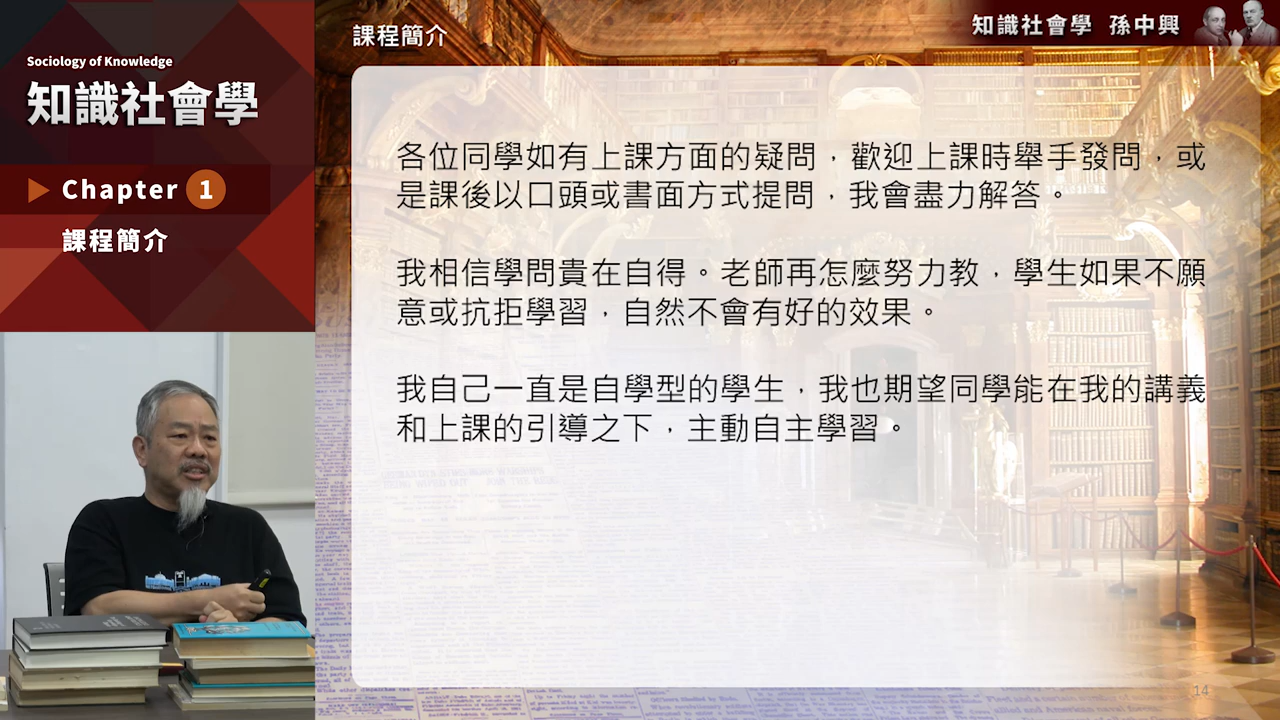 Sociology of Knowledge
知識社會學
Chapter 1
課程簡介
課程簡介
知識社會學 孫中興
各位同學如有上課方面的疑問，歡迎上課時舉手發問，或
是課後以口頭或書面方式提問，我會盡力解答。
我相信學問貴在自得。老師再怎麼努力教，學生如果不願
意或抗拒學習，自然不會有好的效果。
我自己一直是自學型的學生，我也期望同學能在我的講義
和上課的引導之下，主動自主學習。
14